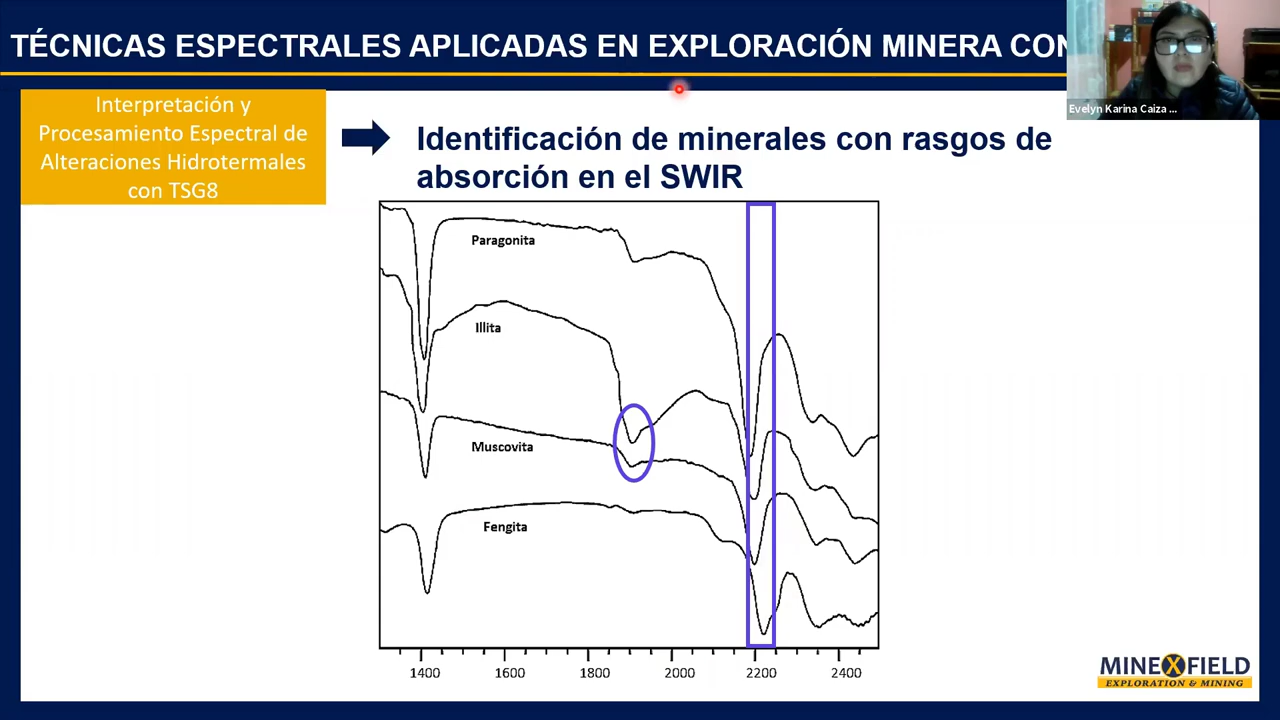 TÉCNICAS ESPECTRALES APLICADAS EN EXPLORACIÓN MINERA CON
Evelyn Karina Caiza ...
Interpretación y
Procesamiento Espectral de
Alteraciones Hidrotermales
con TSG8
Identificación de minerales con rasgos de
absorción en el SWIR
Paragonita
Illita
Muscovita
Fengita
1400 1600 1800 2000 2200 2400
MINEXFIELD
EXPLORATION & MINING